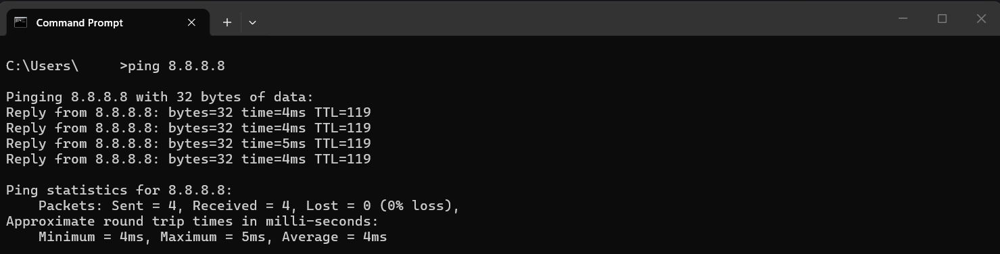 Command Prompt
C:\Users\      >ping 8.8.8.8
Pinging 8.8.8.8 with 32 bytes of data:
Reply from 8.8.8.8: bytes=32 time=4ms TTL=119
Reply from 8.8.8.8: bytes=32 time=4ms TTL=119
Reply from 8.8.8.8: bytes=32 time=5ms TTL=119
Reply from 8.8.8.8: bytes=32 time=4ms TTL=119
Ping statistics for 8.8.8.8:
    Packets: Sent = 4, Received = 4, Lost = 0 (0% loss),
Approximate round trip times in milli-seconds:
    Minimum = 4ms, Maximum = 5ms, Average = 4ms